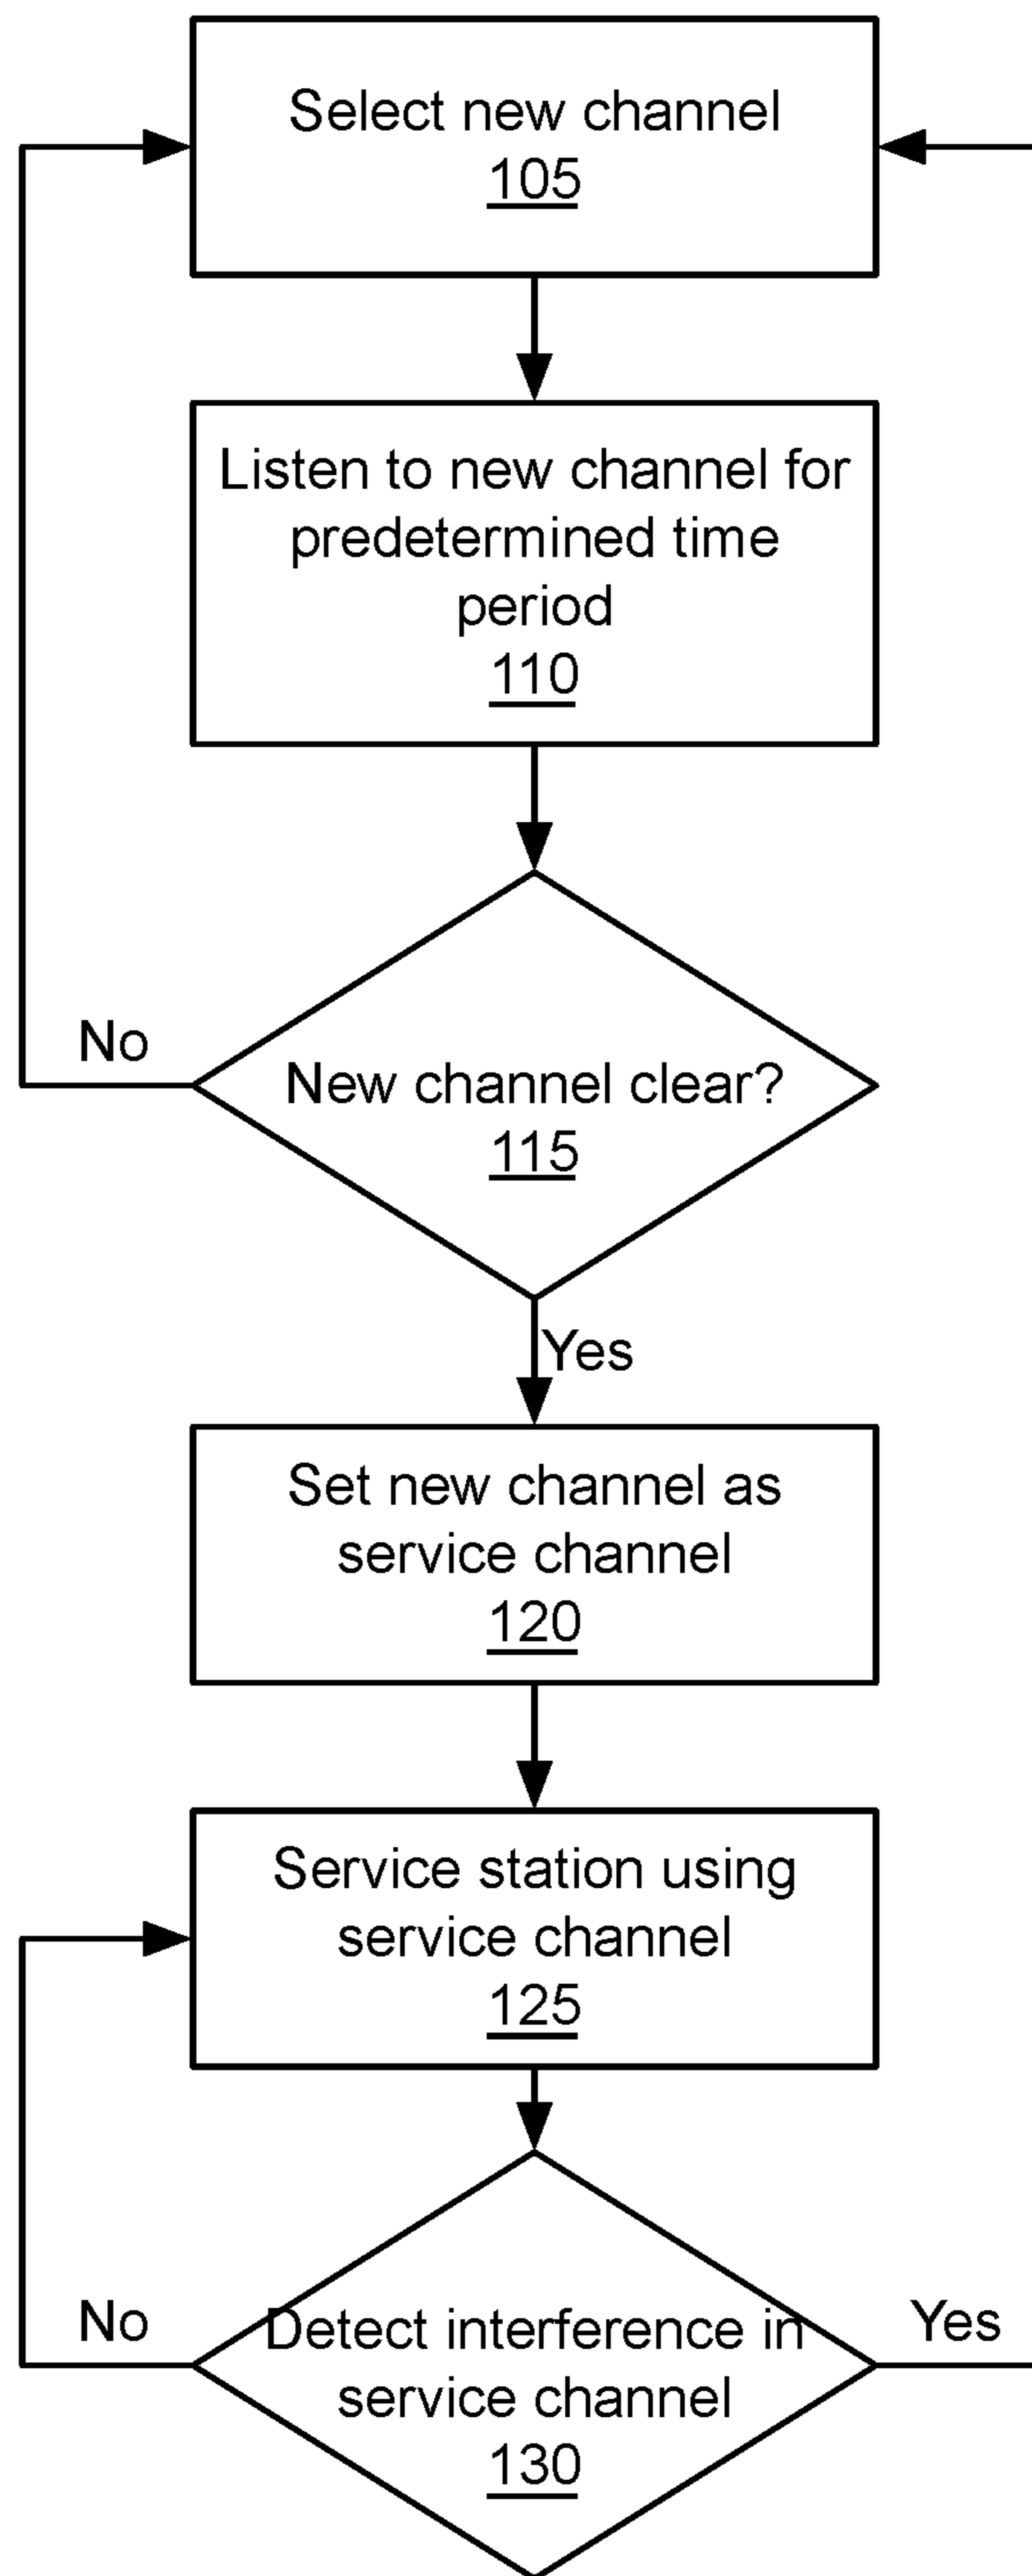 Select new channel
105
Listen to new channel for
predetermined time
period
110
No
New channel clear?
115
Yes
Set new channel as
service channel
120
Service station using
service channel
125
No
Detect interference in
Yes
service channel
130